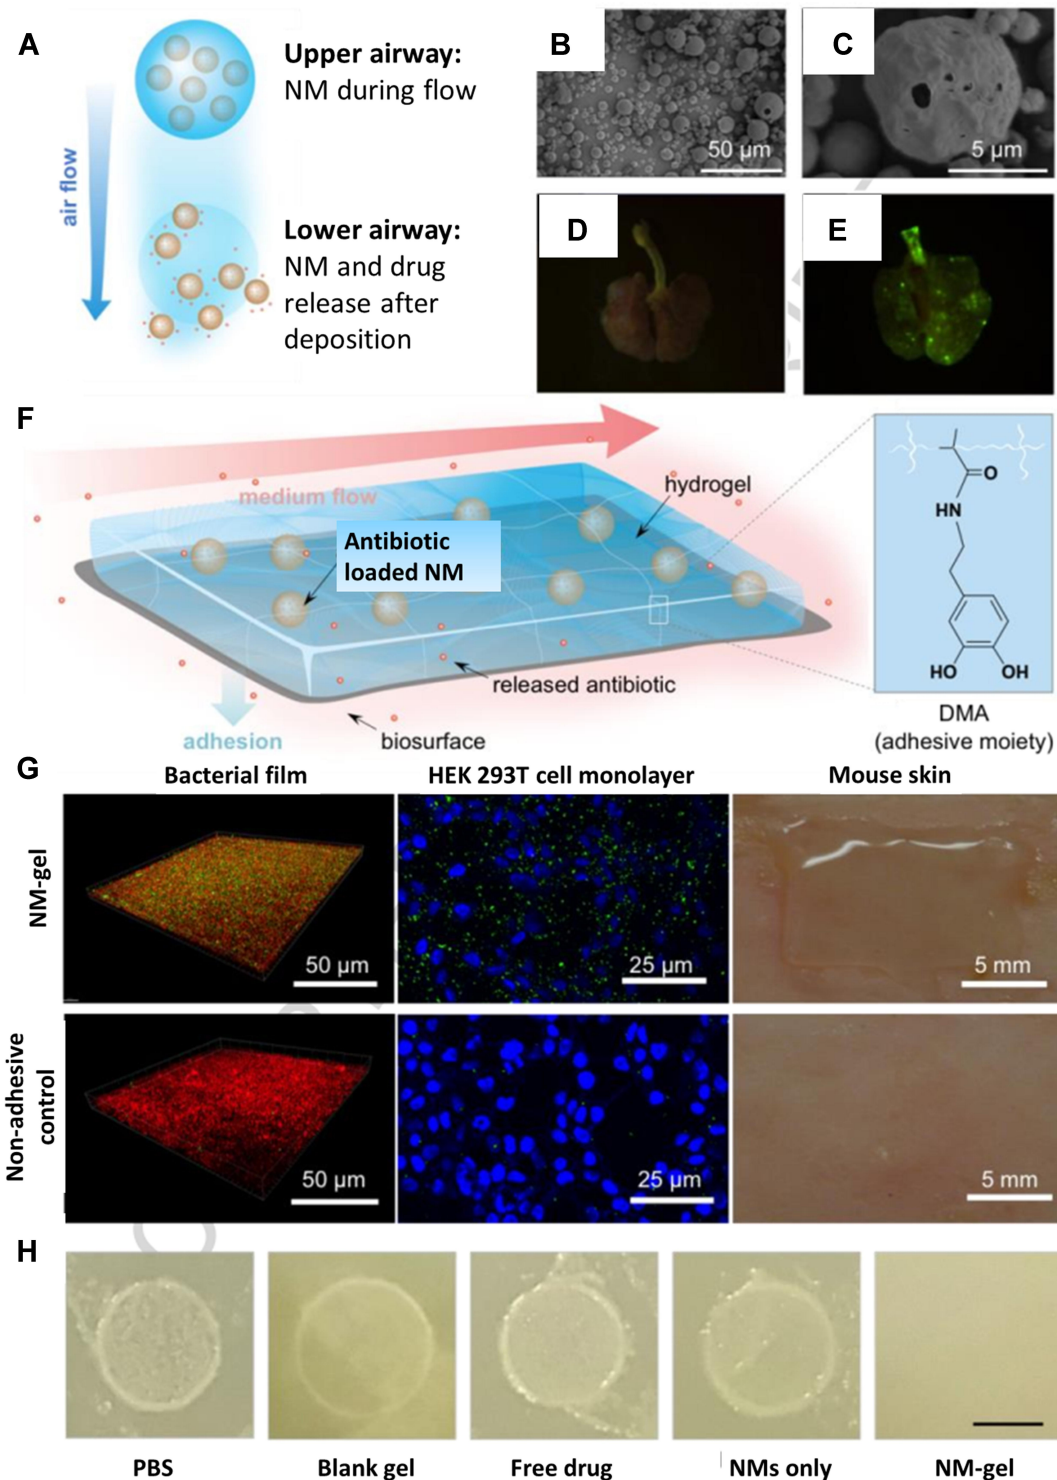 A
Upper airway:
NM during flow
air flow
Lower airway:
NM and drug
release after
deposition
B
50 µm
C
5 µm
D
E
F
medium flow
hydrogel
Antibiotic
loaded NM
released antibiotic
adhesion
biosurface
O
HN
HO
OH
DMA
(adhesive moiety)
G
Bacterial film
HEK 293T cell monolayer
Mouse skin
NM-gel
50 µm
25 µm
5 mm
Non-adhesive
control
50 µm
25 µm
5 mm
H
PBS
Blank gel
Free drug
NMs only
NM-gel